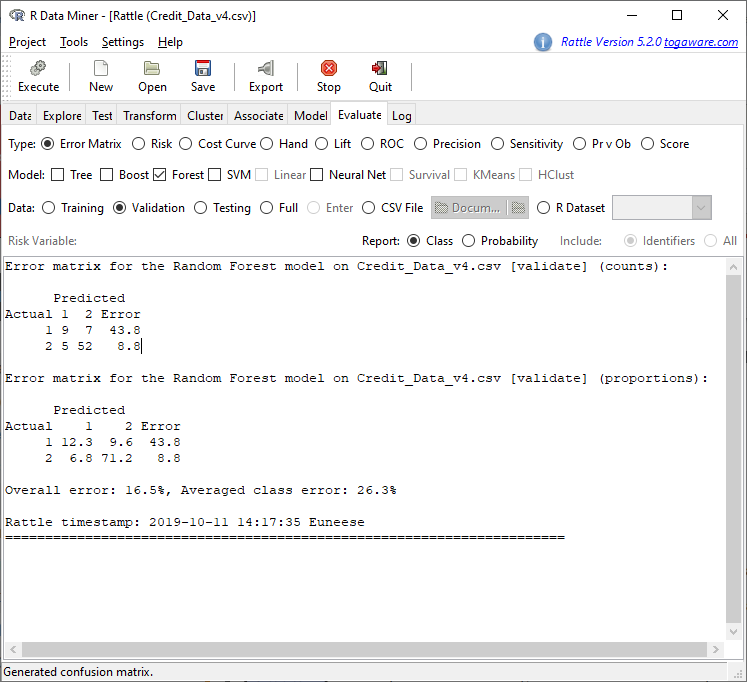 R Data Miner - [Rattle (Credit_Data_v4.csv)]
Project Tools Settings Help
Rattle Version 5.2.0 togaware.com
Execute New Open Save Export Stop Quit
Data Explore Test Transform Cluster Associate Model Evaluate Log
Type: Error Matrix Risk Cost Curve Hand Lift ROC Precision Sensitivity Pr v Ob Score
Model: Tree Boost Forest SVM Linear Neural Net Survival KMeans HClust
Data: Training Validation Testing Full Enter CSV File Docum... R Dataset
Risk Variable: Report: Class Probability Include: Identifiers All
Error matrix for the Random Forest model on Credit_Data_v4.csv [validate] (counts):
Predicted
Actual 1 2 Error
1 9 7 43.8
2 5 52 8.8
Error matrix for the Random Forest model on Credit_Data_v4.csv [validate] (proportions):
Predicted
Actual 1 2 Error
1 12.3 9.6 43.8
2 6.8 71.2 8.8
Overall error: 16.5%, Averaged class error: 26.3%
Rattle timestamp: 2019-10-11 14:17:35 Euneese
======================================================================
Generated confusion matrix.